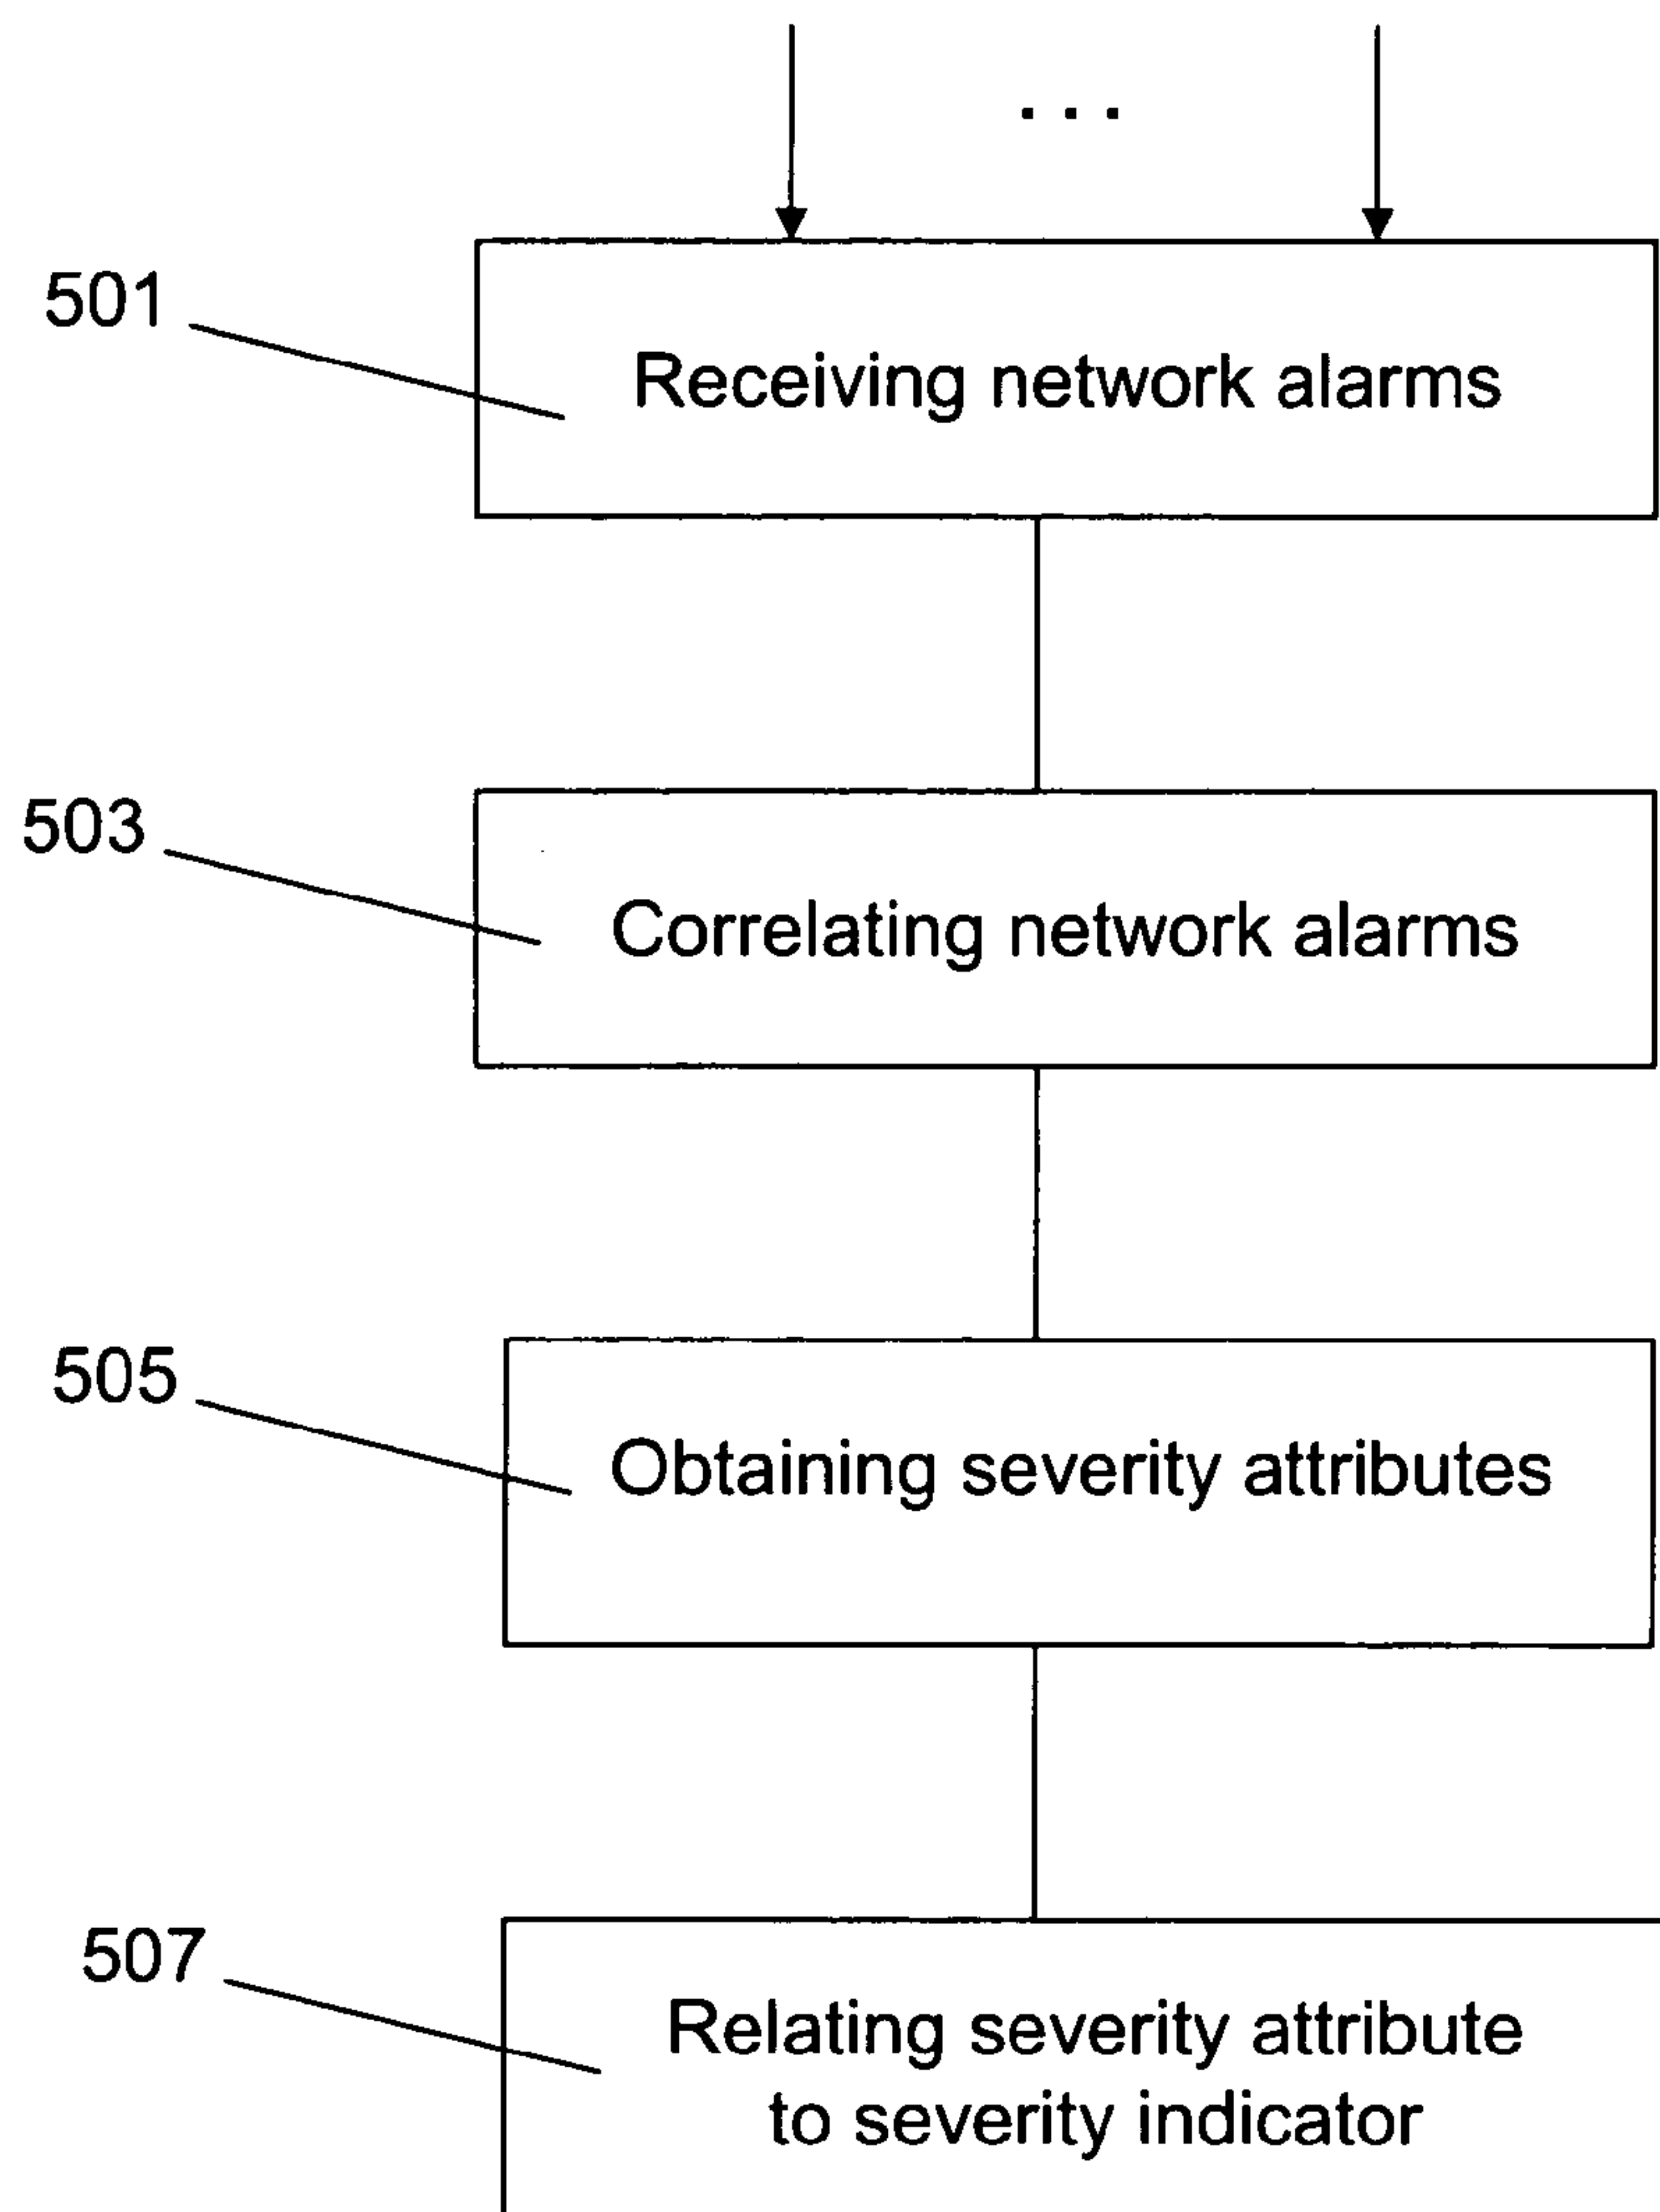 . . .
501
Receiving network alarms
503
Correlating network alarms
505
Obtaining severity attributes
507
Relating severity attribute
to severity indicator